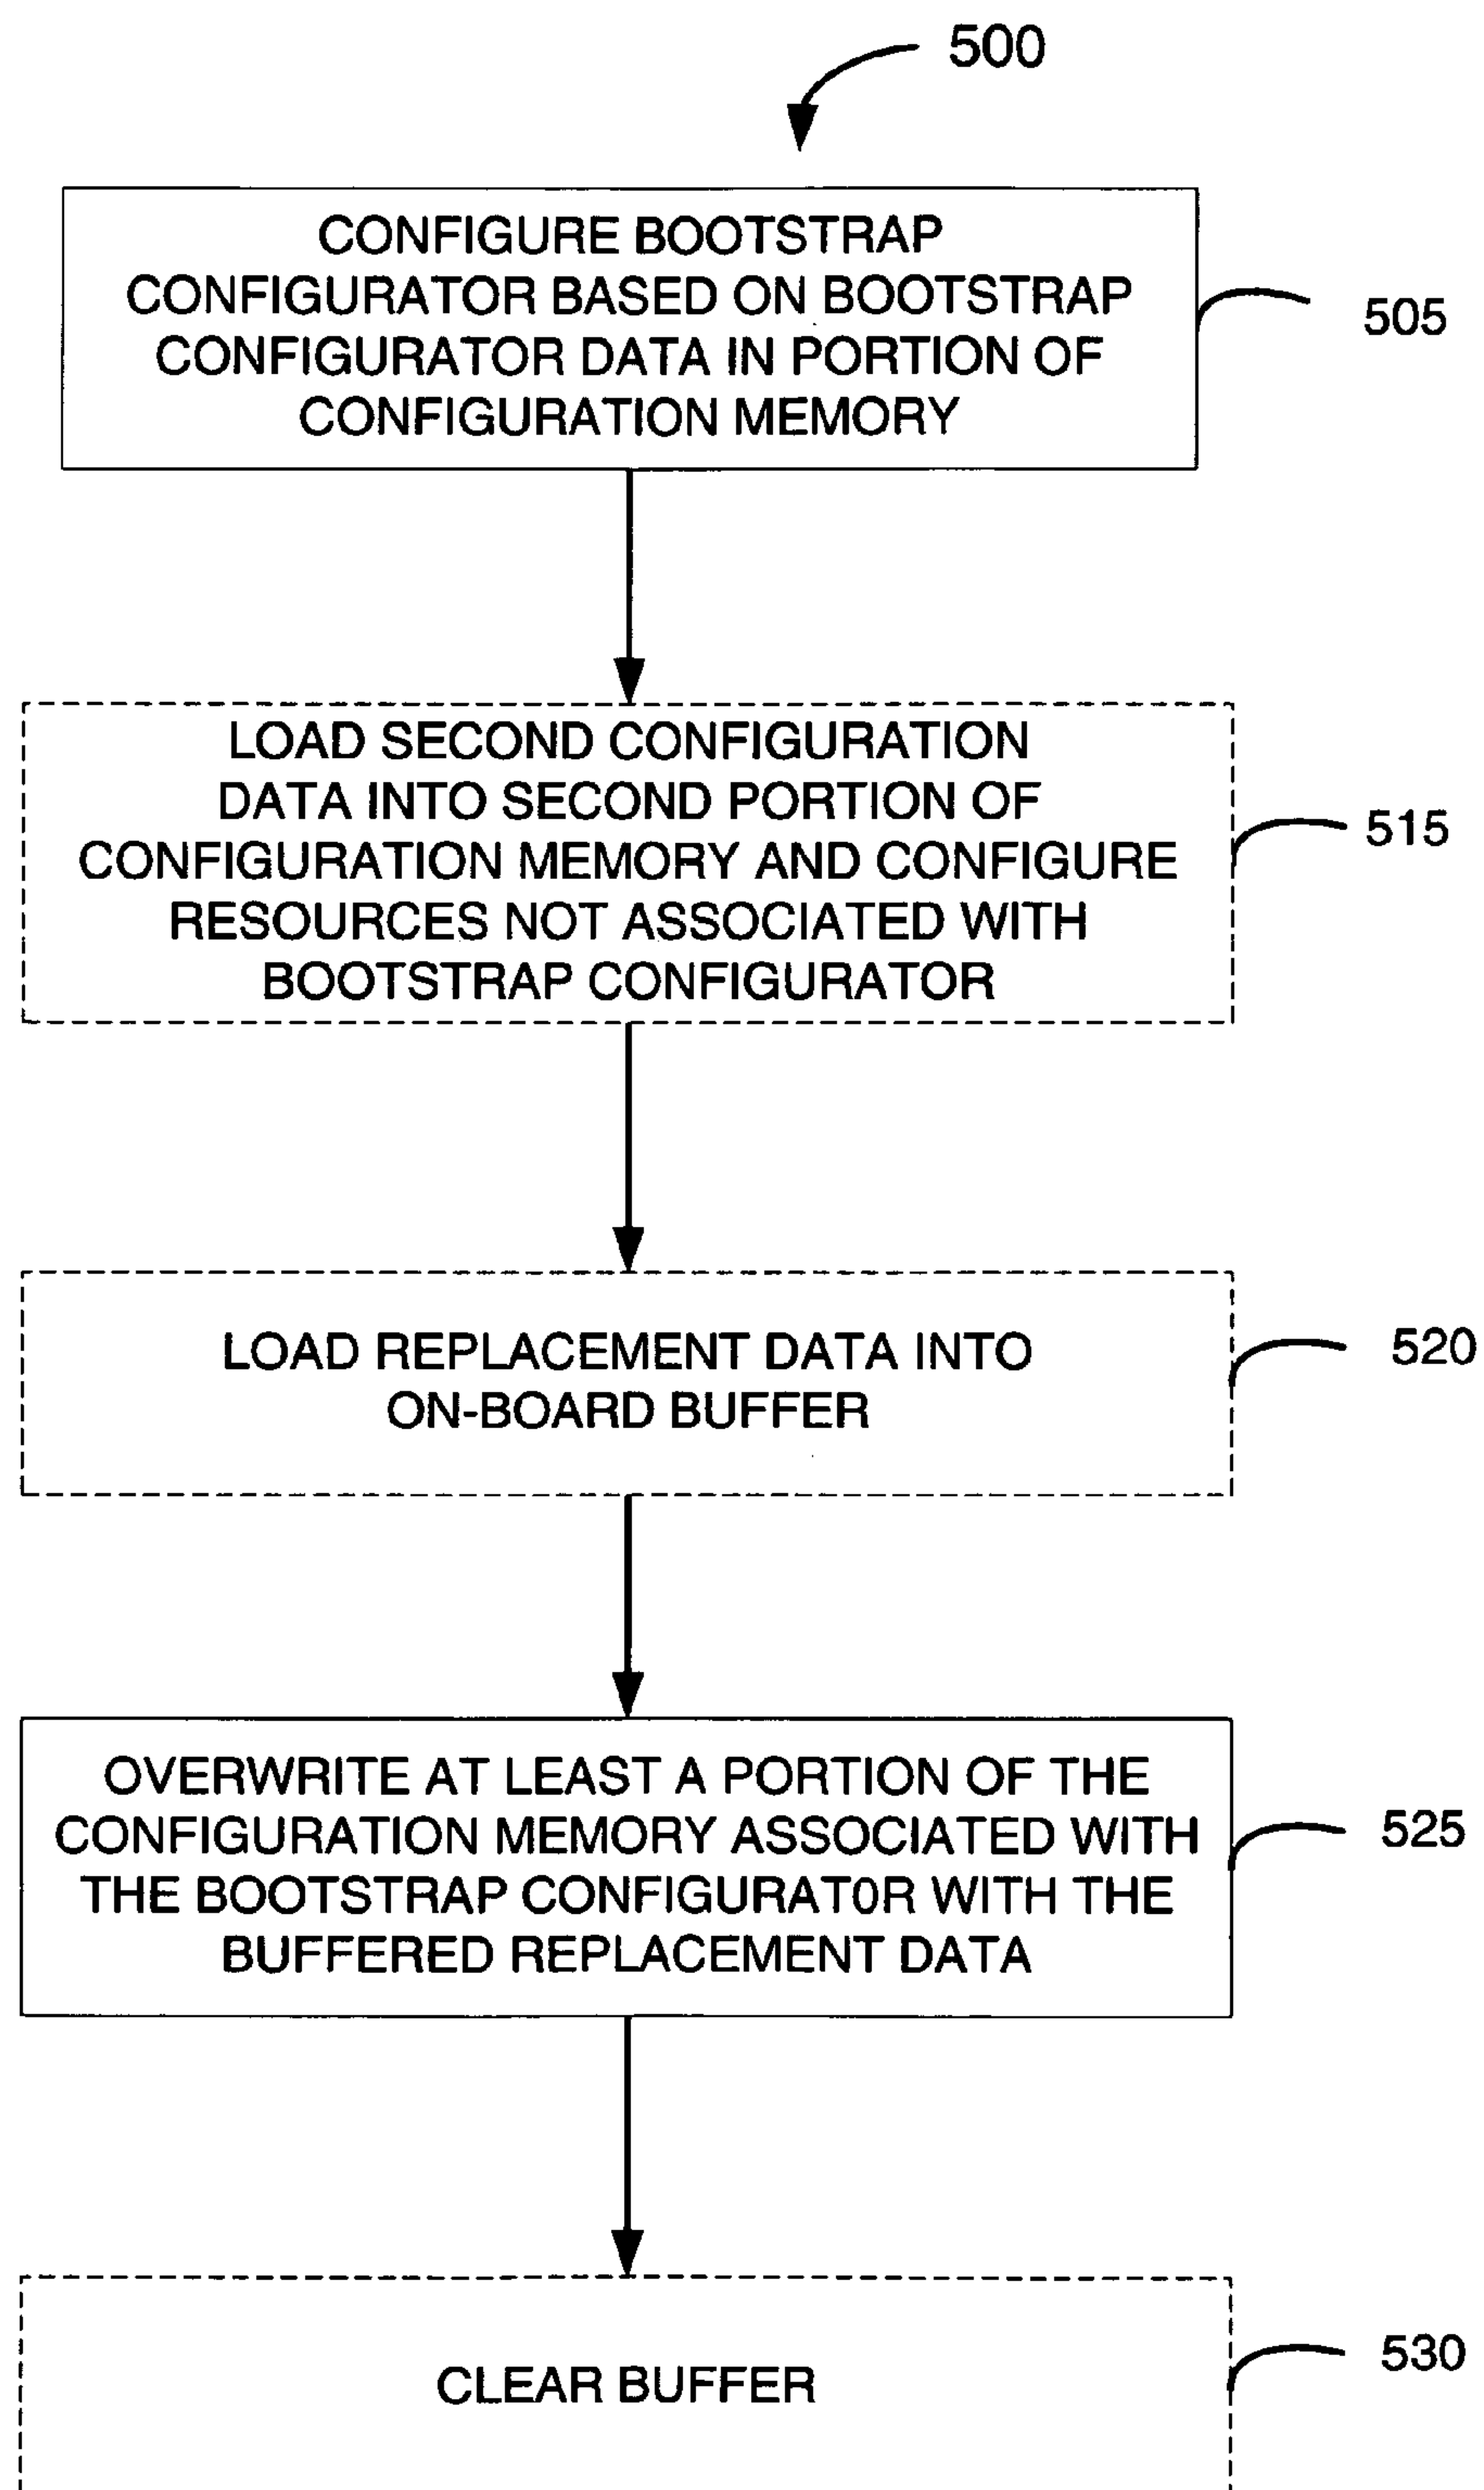 500
CONFIGURE BOOTSTRAP
CONFIGURATOR BASED ON BOOTSTRAP
CONFIGURATOR DATA IN PORTION OF
CONFIGURATION MEMORY
505
LOAD SECOND CONFIGURATION
DATA INTO SECOND PORTION OF
CONFIGURATION MEMORY AND CONFIGURE
RESOURCES NOT ASSOCIATED WITH
BOOTSTRAP CONFIGURATOR
515
LOAD REPLACEMENT DATA INTO
ON-BOARD BUFFER
520
OVERWRITE AT LEAST A PORTION OF THE
CONFIGURATION MEMORY ASSOCIATED WITH
THE BOOTSTRAP CONFIGURAT0R WITH THE
BUFFERED REPLACEMENT DATA
525
CLEAR BUFFER
530